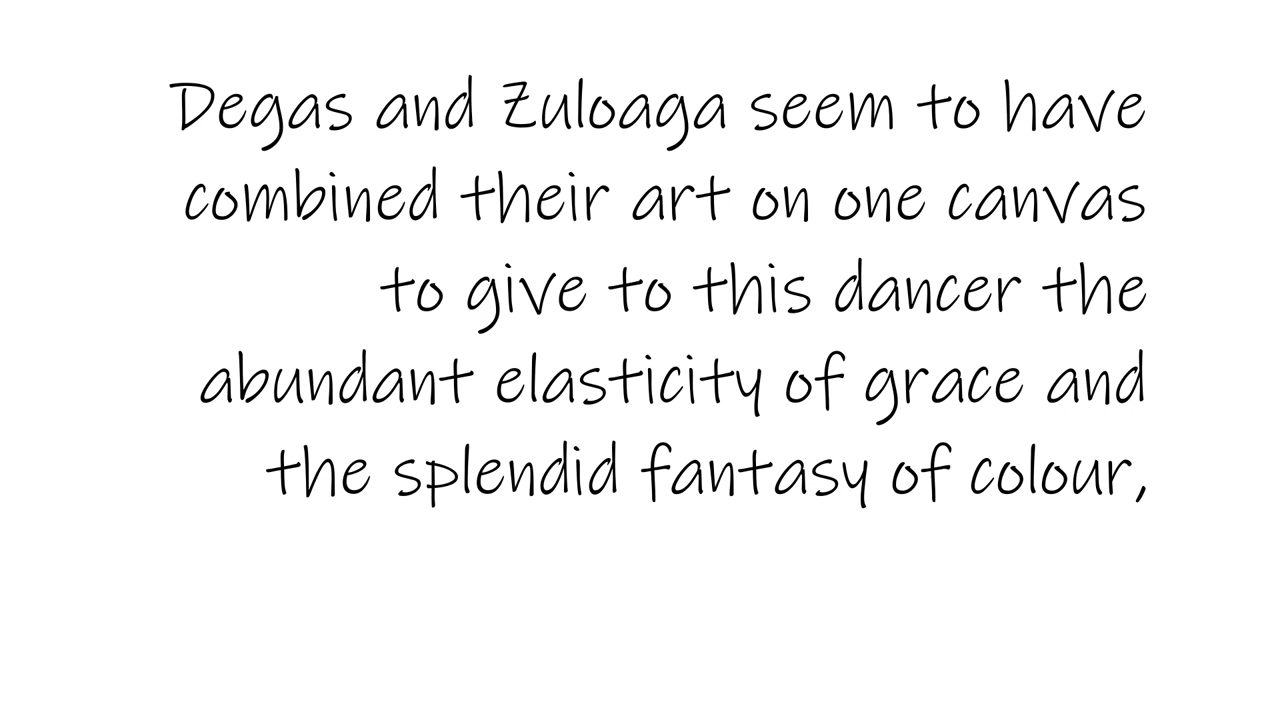 Degas and Zuloaga seem to have
combined their art on one canvas
to give to this dancer the
abundant elasticity of grace and
the splendid fantasy of colour,